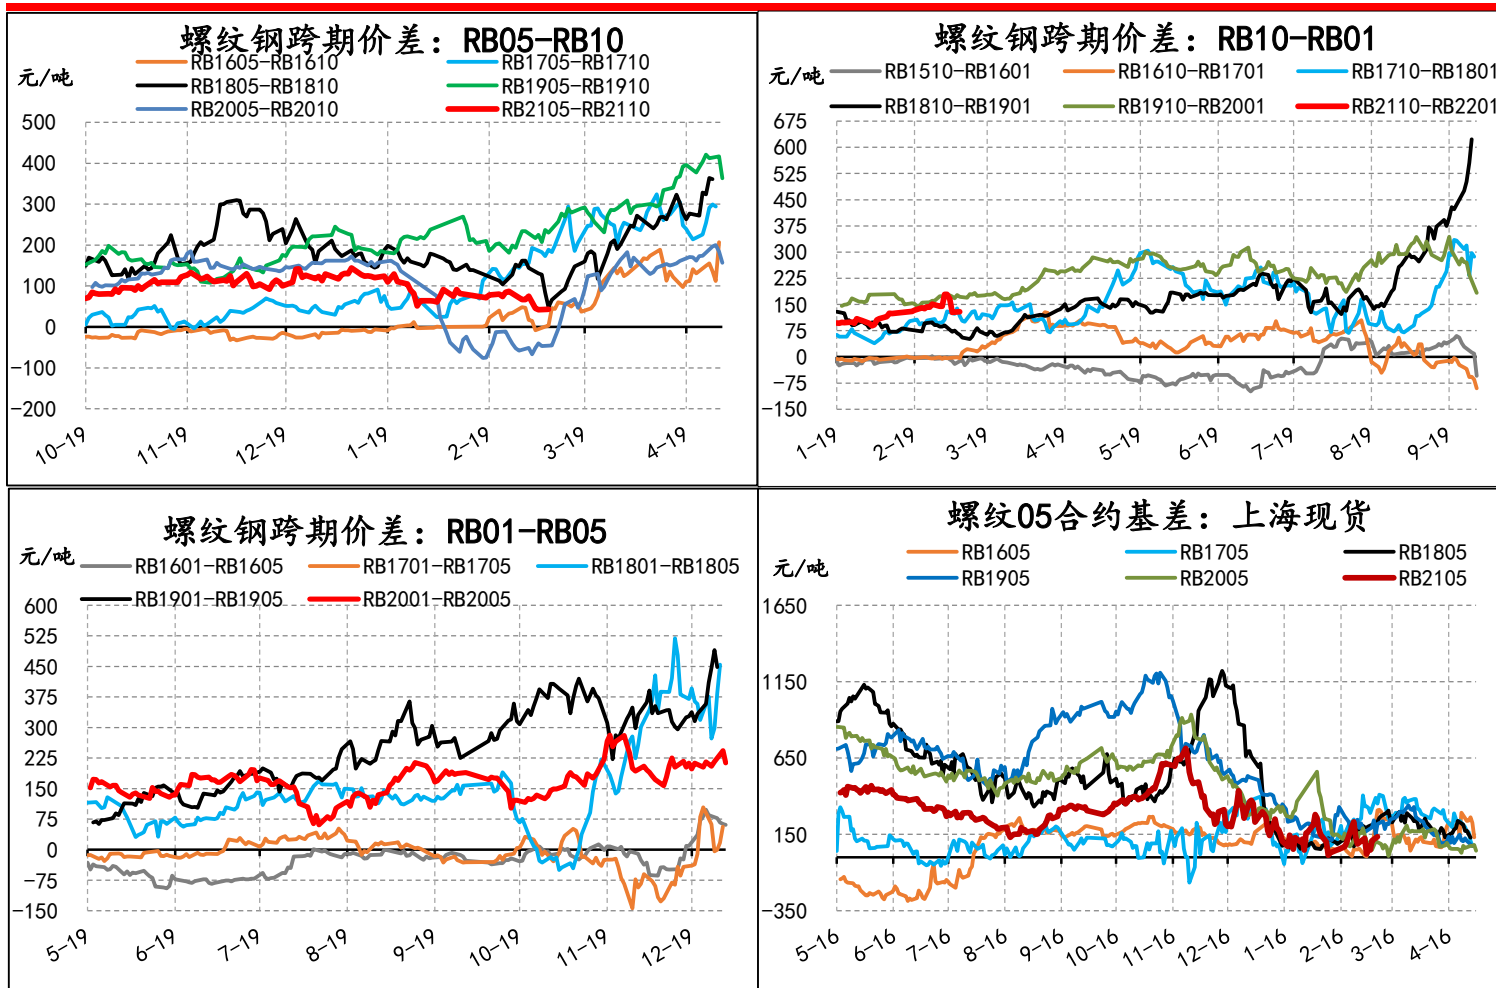 螺纹钢跨期价差：RB05-RB10
元/吨
RB1605-RB1610 RB1705-RB1710
RB1805-RB1810 RB1905-RB1910
RB2005-RB2010 RB2105-RB2110
500
400
300
200
100
0
-100
-200
10-19 11-19 12-19 1-19 2-19 3-19 4-19
螺纹钢跨期价差：RB10-RB01
元/吨
RB1510-RB1601 RB1610-RB1701 RB1710-RB1801
RB1810-RB1901 RB1910-RB2001 RB2110-RB2201
675
600
525
450
375
300
225
150
75
0
-75
-150
1-19 2-19 3-19 4-19 5-19 6-19 7-19 8-19 9-19
螺纹钢跨期价差：RB01-RB05
元/吨
RB1601-RB1605 RB1701-RB1705 RB1801-RB1805
RB1901-RB1905 RB2001-RB2005
600
525
450
375
300
225
150
75
0
-75
-150
5-19 6-19 7-19 8-19 9-19 10-19 11-19 12-19
螺纹05合约基差：上海现货
元/吨
RB1605 RB1705 RB1805
RB1905 RB2005 RB2105
1650
1150
650
150
-350
5-16 6-16 7-16 8-16 9-16 10-16 11-16 12-16 1-16 2-16 3-16 4-16